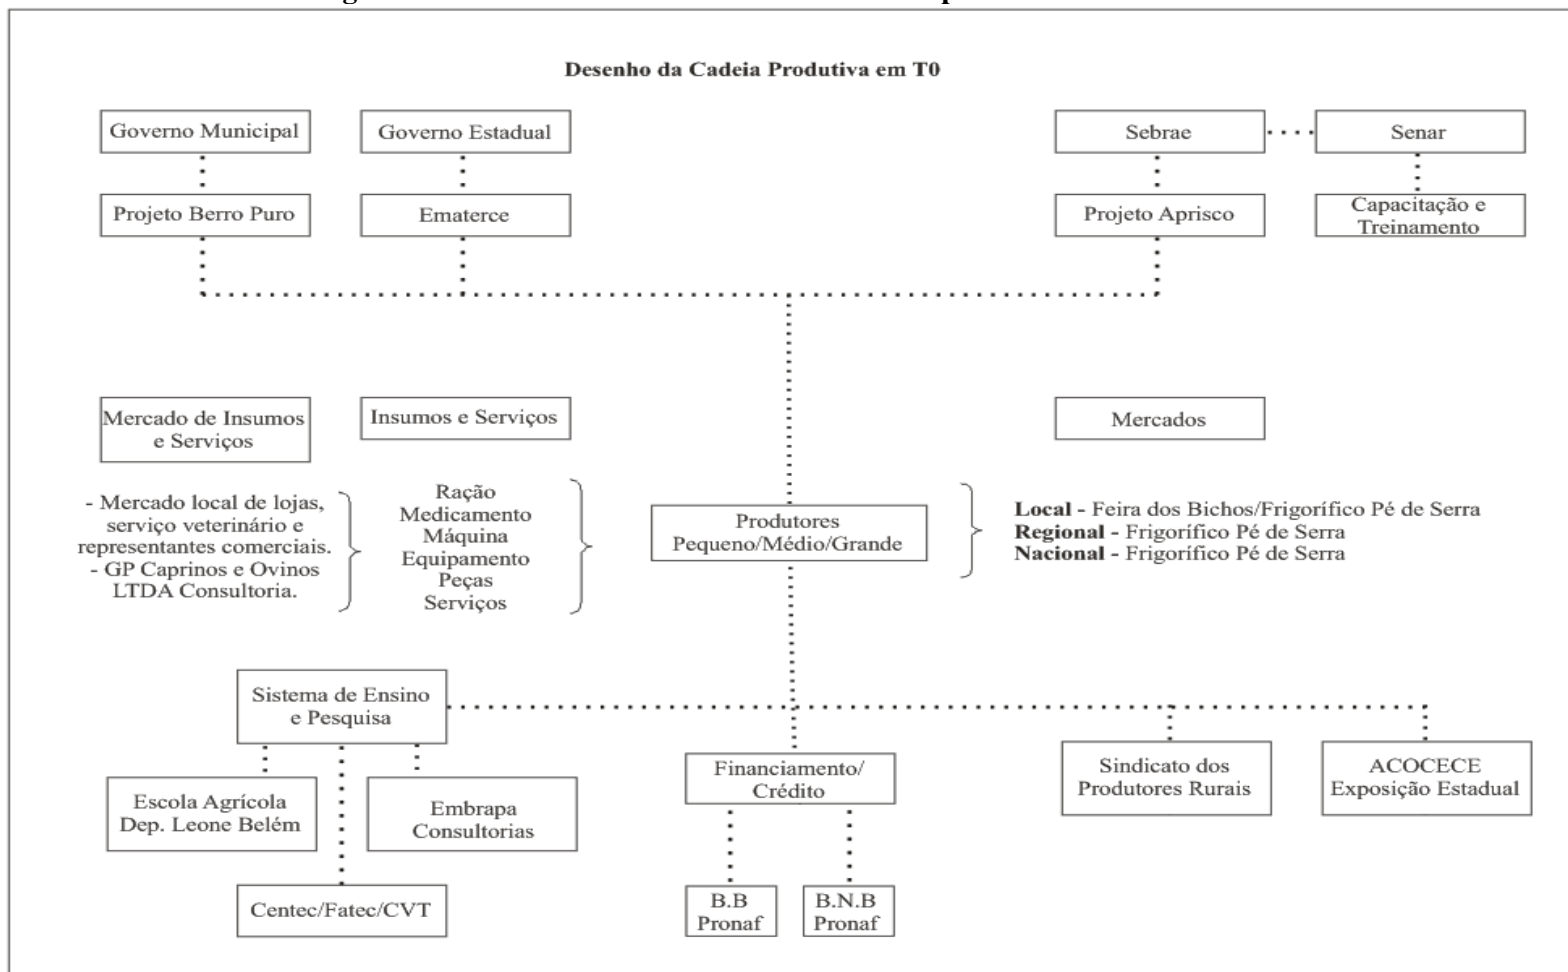 Desenho da Cadeia Produtiva em T0
Governo Municipal
Governo Estadual
Sebrae
Senar
Projeto Berro Puro
Ematerce
Projeto Aprisco
Capacitação e
Treinamento
Mercado de Insumos
e Serviços
Insumos e Serviços
Mercados
- Mercado local de lojas,
serviço veterinário e
representantes comerciais.
- GP Caprinos e Ovinos
LTDA Consultoria.
Ração
Medicamento
Máquina
Equipamento
Peças
Serviços
Produtores
Pequeno/Médio/Grande
Local - Feira dos Bichos/Frigorífico Pé de Serra
Regional - Frigorífico Pé de Serra
Nacional - Frigorífico Pé de Serra
Sistema de Ensino
e Pesquisa
Escola Agrícola
Dep. Leone Belém
Embrapa
Consultorias
Centec/Fatec/CVT
Financiamento/
Crédito
B.B
Pronaf
B.N.B
Pronaf
Sindicato dos
Produtores Rurais
ACOCECE
Exposição Estadual